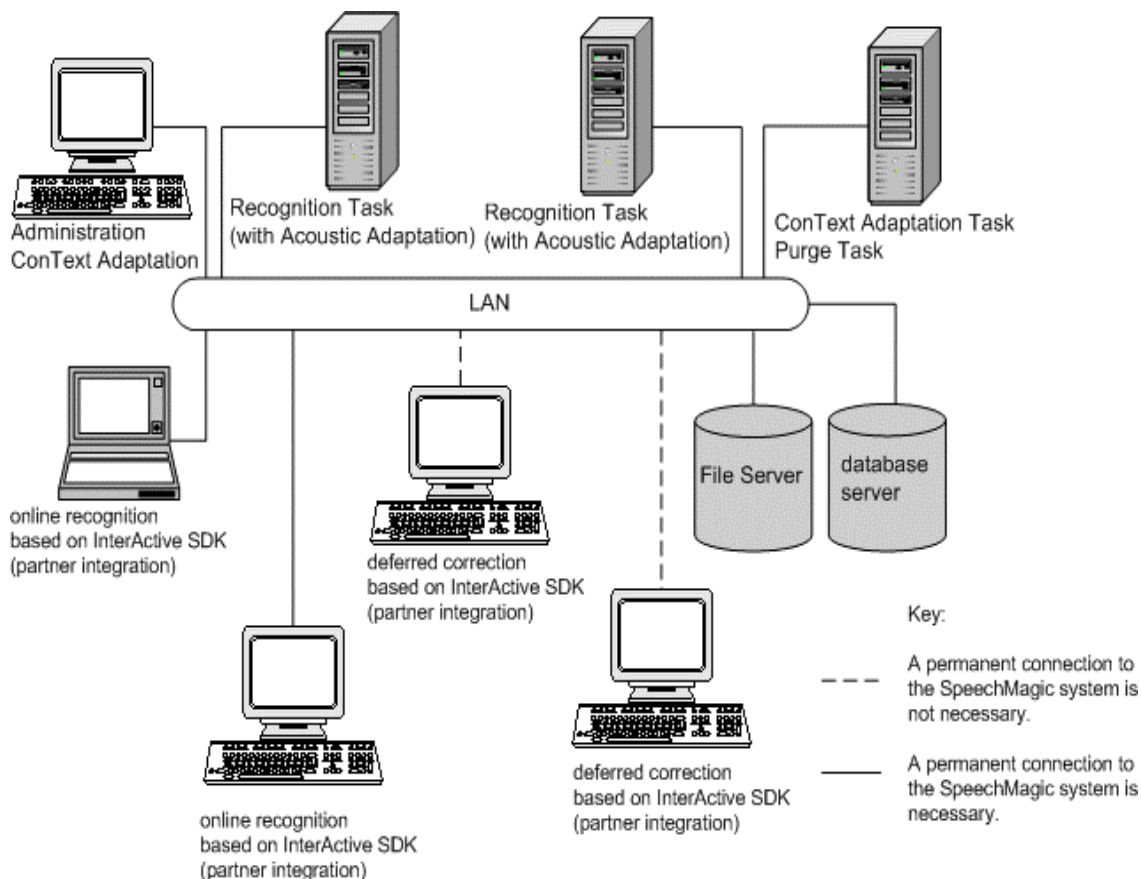 Administration
ConText Adaptation
Recognition Task
(with Acoustic Adaptation)
Recognition Task
(with Acoustic Adaptation)
ConText Adaptation Task
Purge Task
LAN
online recognition
based on InterActive SDK
(partner integration)
deferred correction
based on InterActive SDK
(partner integration)
File Server
database
server
online recognition
based on InterActive SDK
(partner integration)
deferred correction
based on InterActive SDK
(partner integration)
Key:
A permanent connection to
the SpeechMagic system is
not necessary.
A permanent connection to
the SpeechMagic system is
necessary.